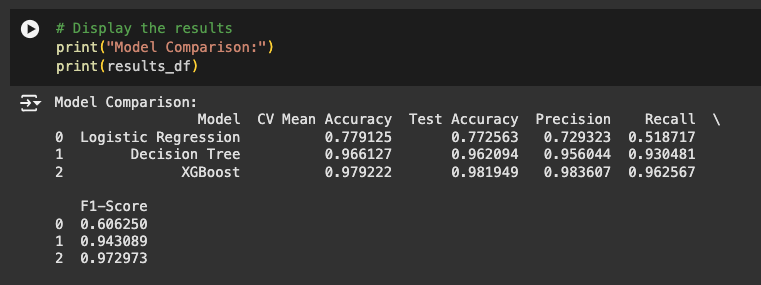 # Display the results
print("Model Comparison:")
print(results_df)
Model Comparison:
Model CV Mean Accuracy Test Accuracy Precision Recall \
0 Logistic Regression 0.779125 0.772563 0.729323 0.518717
1 Decision Tree 0.966127 0.962094 0.956044 0.930481
2 XGBoost 0.979222 0.981949 0.983607 0.962567
F1-Score
0 0.606250
1 0.943089
2 0.972973